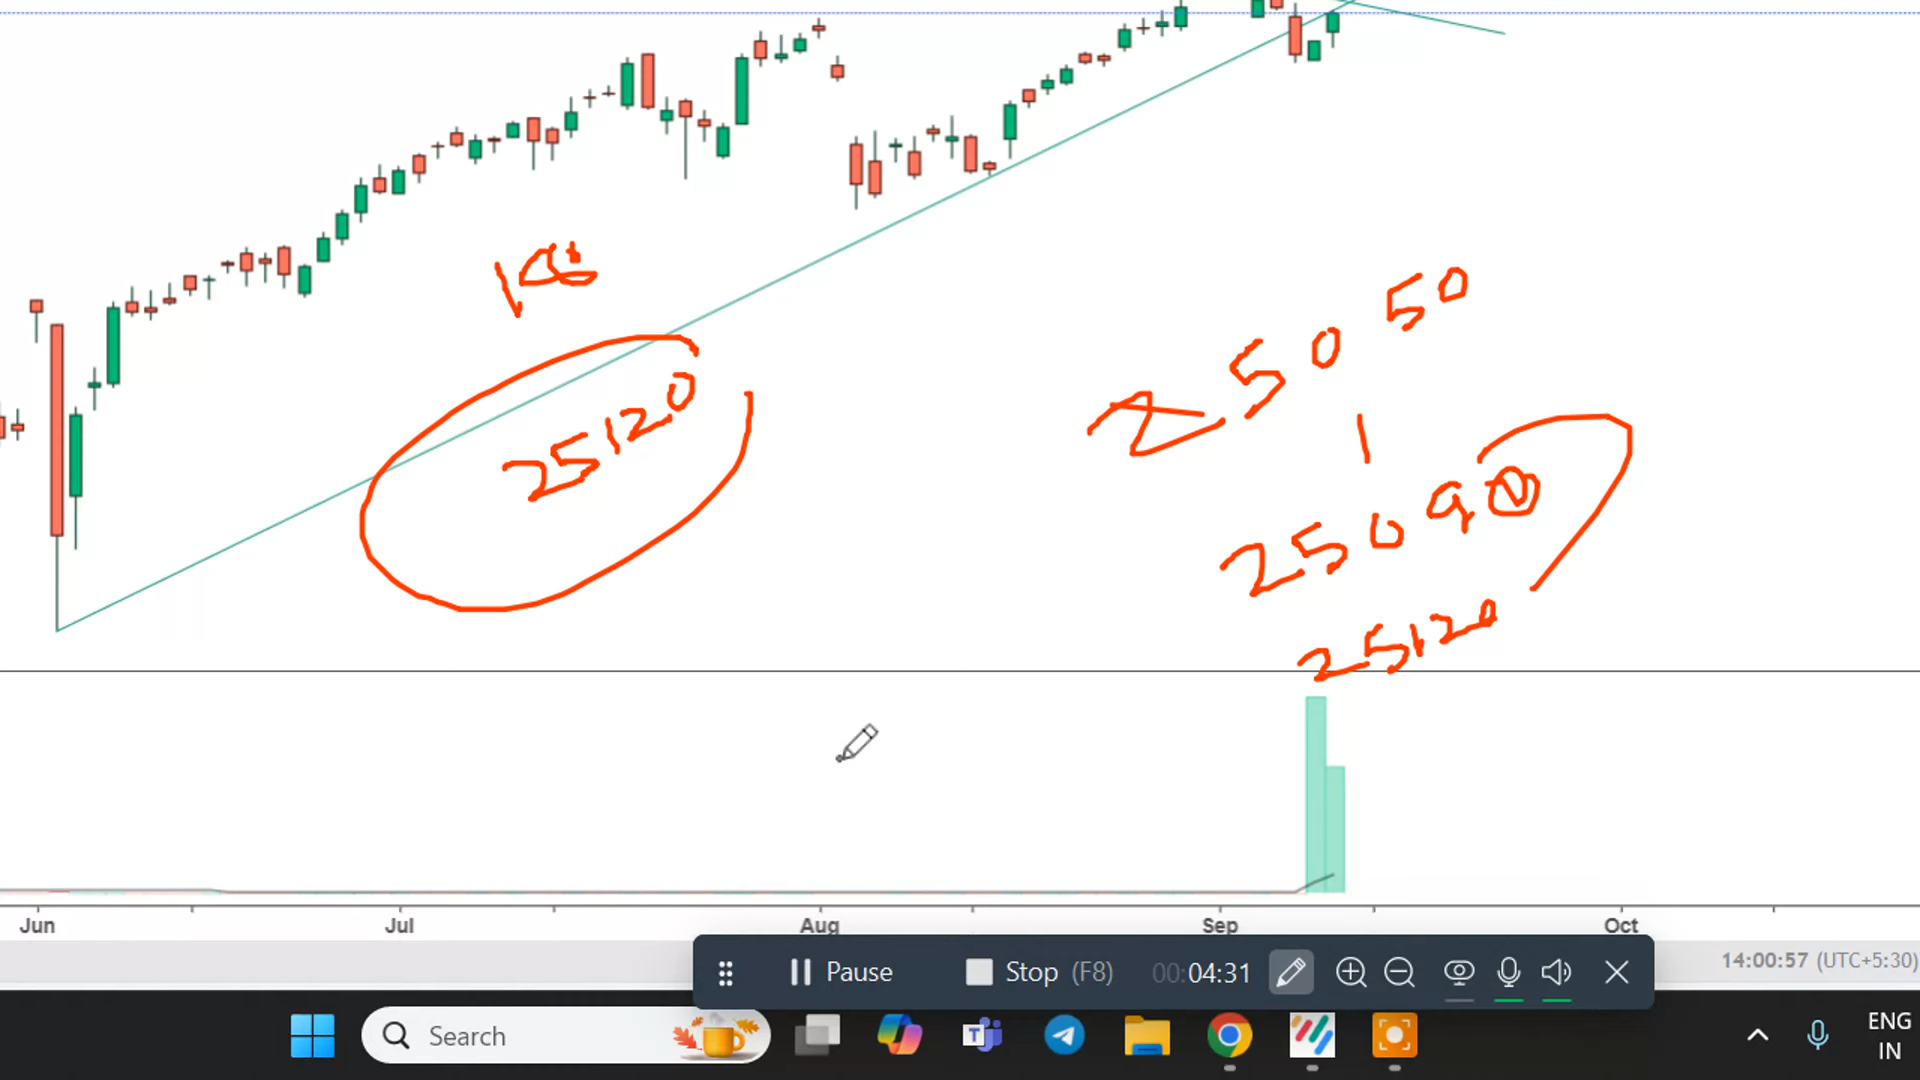 25120
25050
25090
25120
Jun Jul Aug Sep Oct
14:00:57 (UTC+5:30)
Pause Stop (F8) 00:04:31
Search
ENG
IN